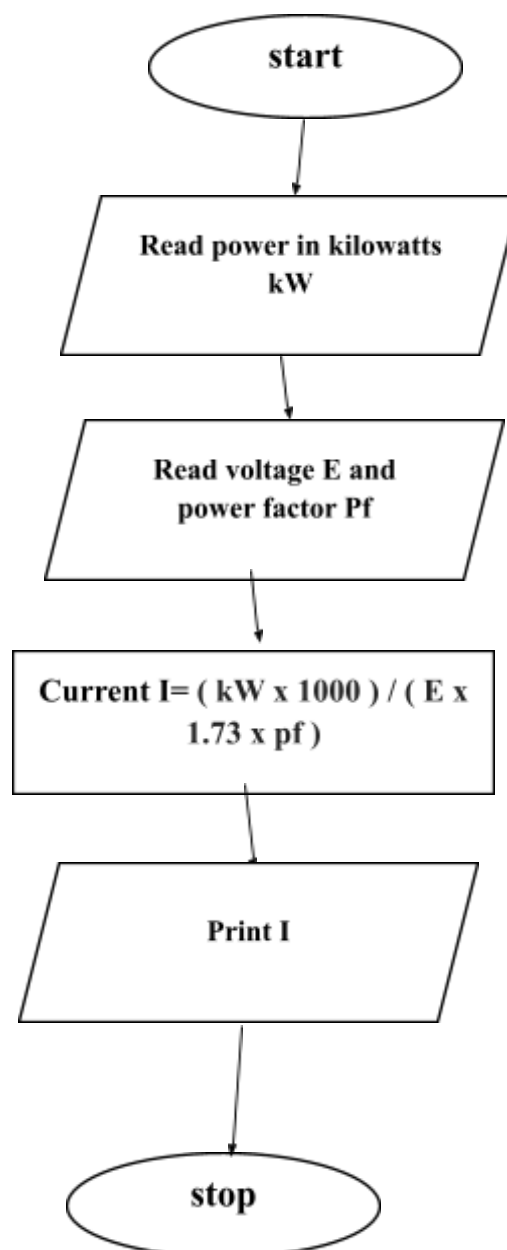 start
Read power in kilowatts
kW
Read voltage E and
power factor Pf
Current I= ( kW x 1000 ) / ( E x
1.73 x pf )
Print I
stop